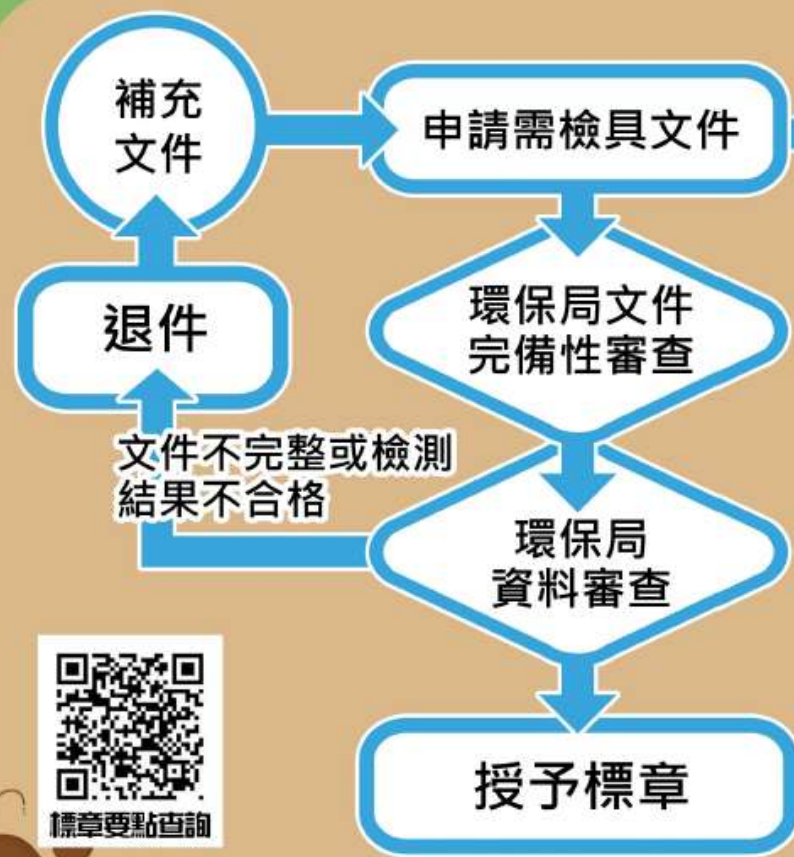 補充
文件
申請需檢具文件
退件
環保局文件
完備性審查
文件不完整或檢測
結果不合格
環保局
資料審查
授予標章
標章要點查詢